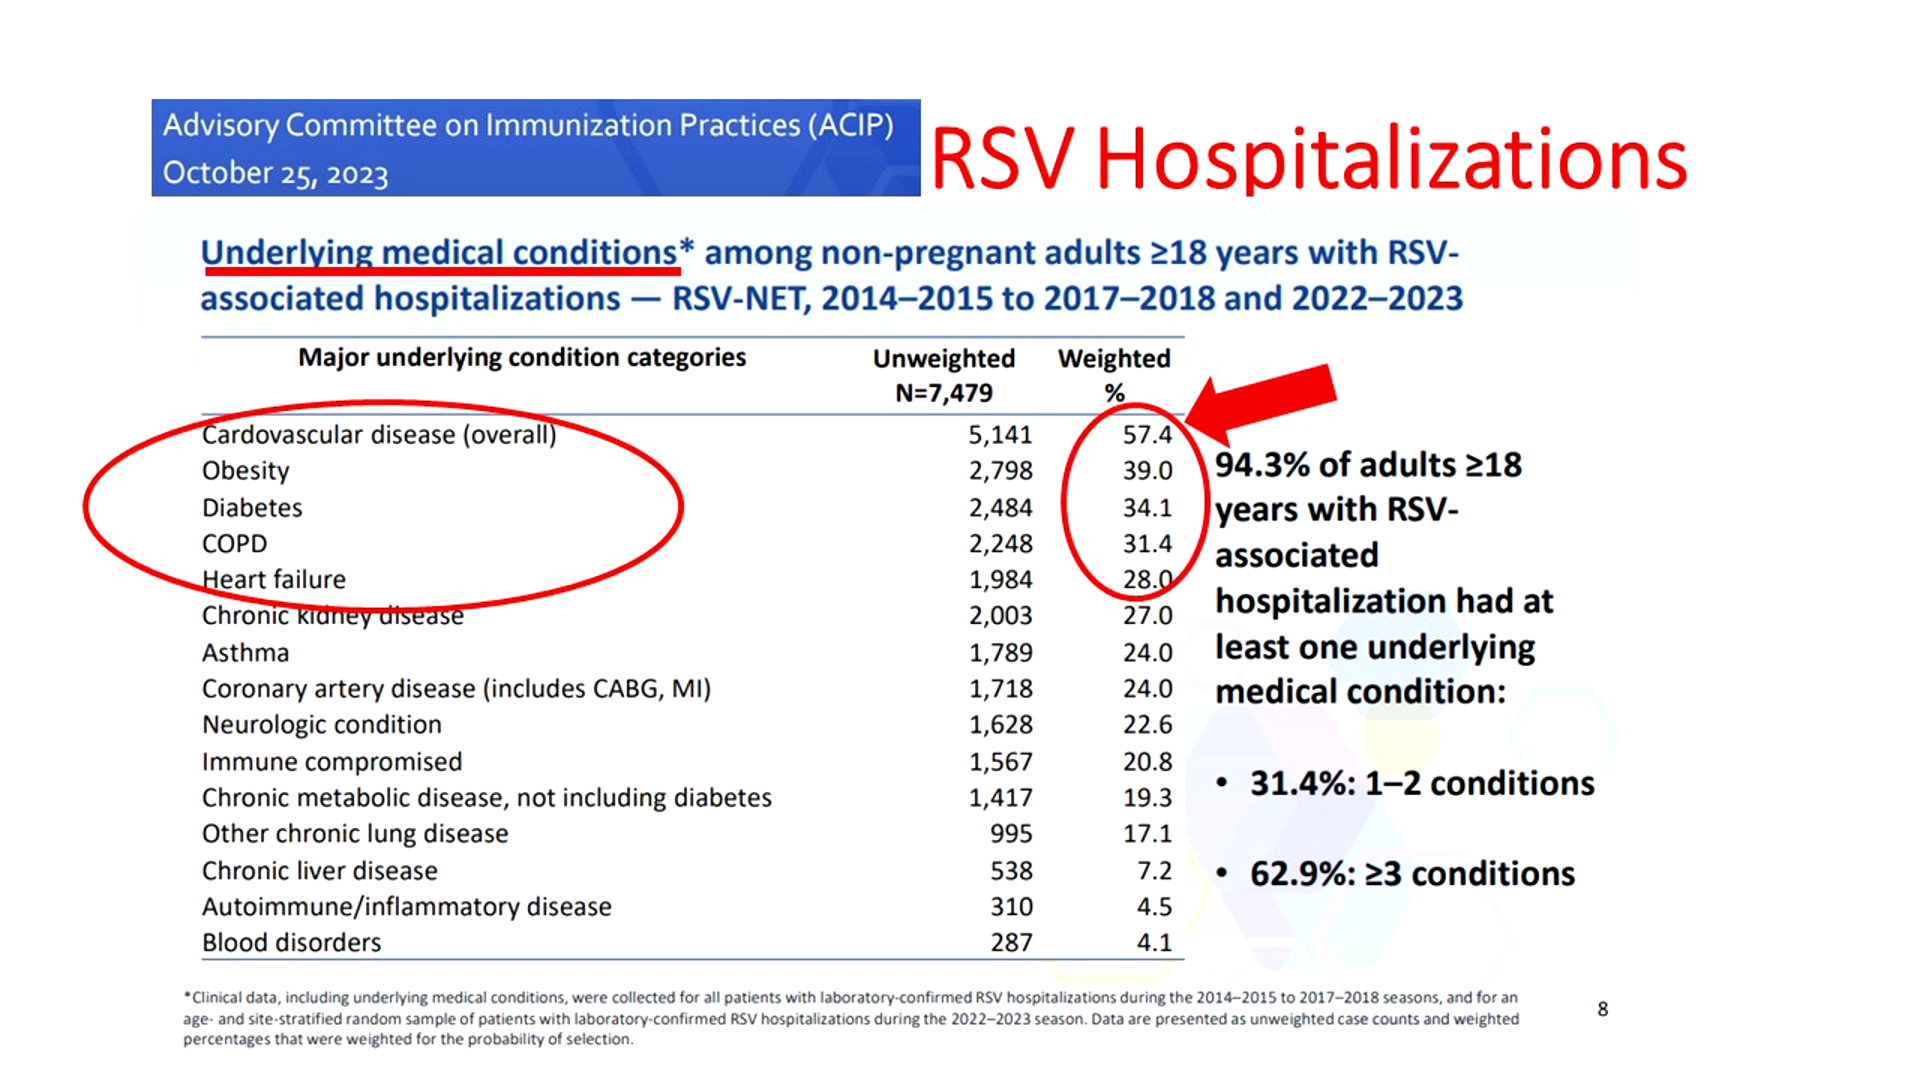 Advisory Committee on Immunization Practices (ACIP)
October 25, 2023
RSV Hospitalizations
Underlying medical conditions* among non-pregnant adults ≥18 years with RSV-
associated hospitalizations — RSV-NET, 2014–2015 to 2017–2018 and 2022–2023
Major underlying condition categories Unweighted Weighted
N=7,479 %
Cardovascular disease (overall) 5,141 57.4
Obesity 2,798 39.0
Diabetes 2,484 34.1
COPD 2,248 31.4
Heart failure 1,984 28.0
Chronic kidney disease 2,003 27.0
Asthma 1,789 24.0
Coronary artery disease (includes CABG, MI) 1,718 24.0
Neurologic condition 1,628 22.6
Immune compromised 1,567 20.8
Chronic metabolic disease, not including diabetes 1,417 19.3
Other chronic lung disease 995 17.1
Chronic liver disease 538 7.2
Autoimmune/inflammatory disease 310 4.5
Blood disorders 287 4.1
94.3% of adults ≥18
years with RSV-
associated
hospitalization had at
least one underlying
medical condition:
• 31.4%: 1–2 conditions
• 62.9%: ≥3 conditions
*Clinical data, including underlying medical conditions, were collected for all patients with laboratory-confirmed RSV hospitalizations during the 2014–2015 to 2017–2018 seasons, and for an
age- and site-stratified random sample of patients with laboratory-confirmed RSV hospitalizations during the 2022–2023 season. Data are presented as unweighted case counts and weighted
percentages that were weighted for the probability of selection.
8